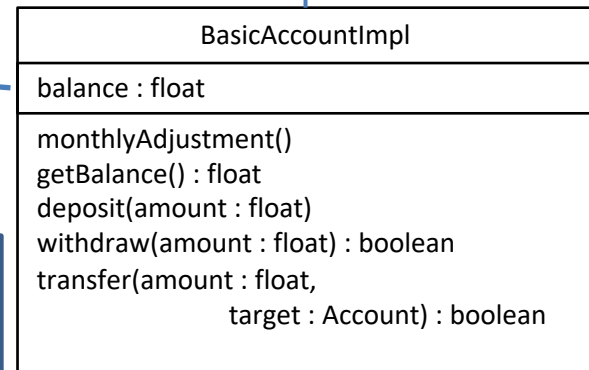 BasicAccountImpl
balance : float
monthlyAdjustment()
getBalance() : float
deposit(amount : float)
withdraw(amount : float) : boolean
transfer(amount : float,
target : Account) : boolean